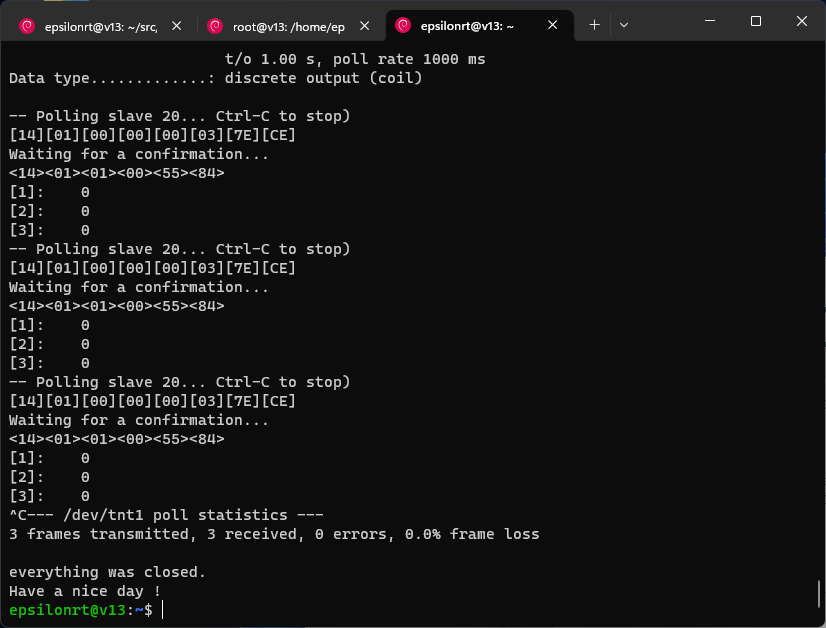 epsilonrt@v13: ~/src,
root@v13: /home/ep
epsilonrt@v13: ~
t/o 1.00 s, poll rate 1000 ms
Data type.............: discrete output (coil)
-- Polling slave 20... Ctrl-C to stop)
[14][01][00][00][00][03][7E][CE]
Waiting for a confirmation...
<14><01><01><00><55><84>
[1]:    0
[2]:    0
[3]:    0
-- Polling slave 20... Ctrl-C to stop)
[14][01][00][00][00][03][7E][CE]
Waiting for a confirmation...
<14><01><01><00><55><84>
[1]:    0
[2]:    0
[3]:    0
-- Polling slave 20... Ctrl-C to stop)
[14][01][00][00][00][03][7E][CE]
Waiting for a confirmation...
<14><01><01><00><55><84>
[1]:    0
[2]:    0
[3]:    0
^C--- /dev/tnt1 poll statistics ---
3 frames transmitted, 3 received, 0 errors, 0.0% frame loss
everything was closed.
Have a nice day !
epsilonrt@v13:~$